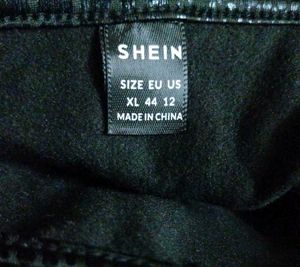 SHEIN
SIZE EU US
XL 44 12
MADE IN CHINA